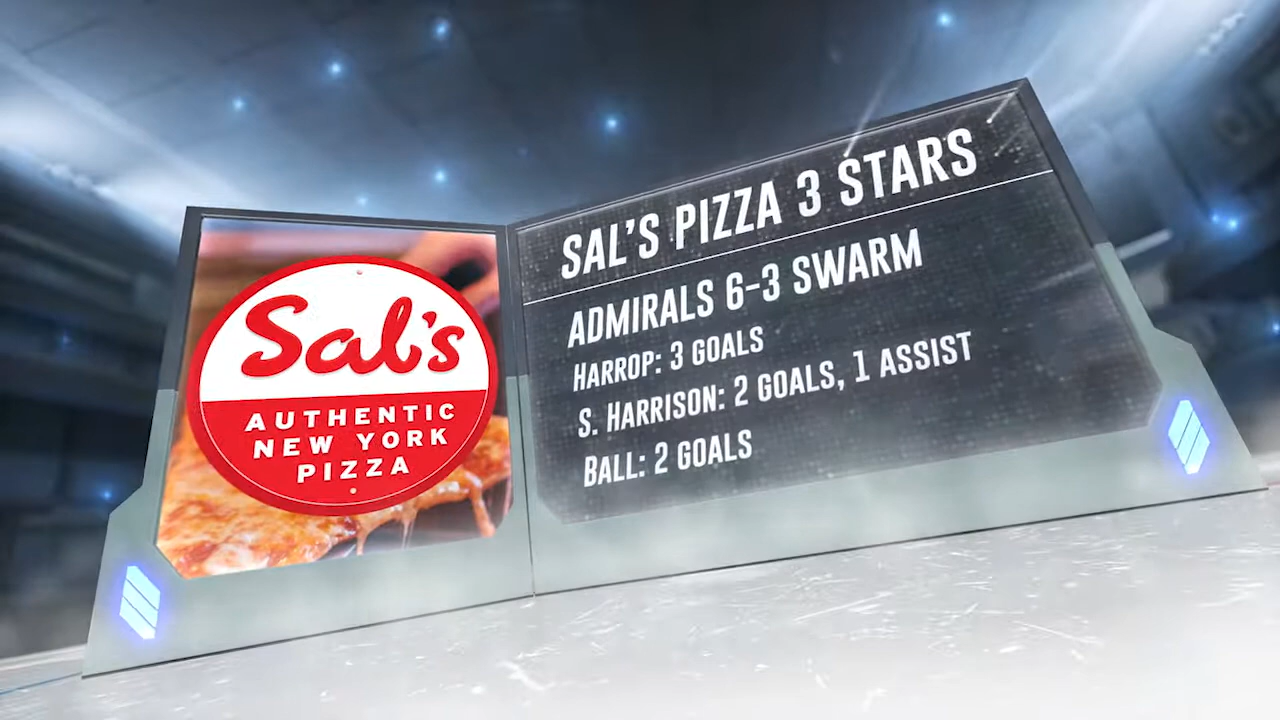 Sal's
AUTHENTIC
NEW YORK
PIZZA
SAL'S PIZZA 3 STARS
ADMIRALS 6-3 SWARM
HARROP: 3 GOALS
S. HARRISON: 2 GOALS, 1 ASSIST
BALL: 2 GOALS